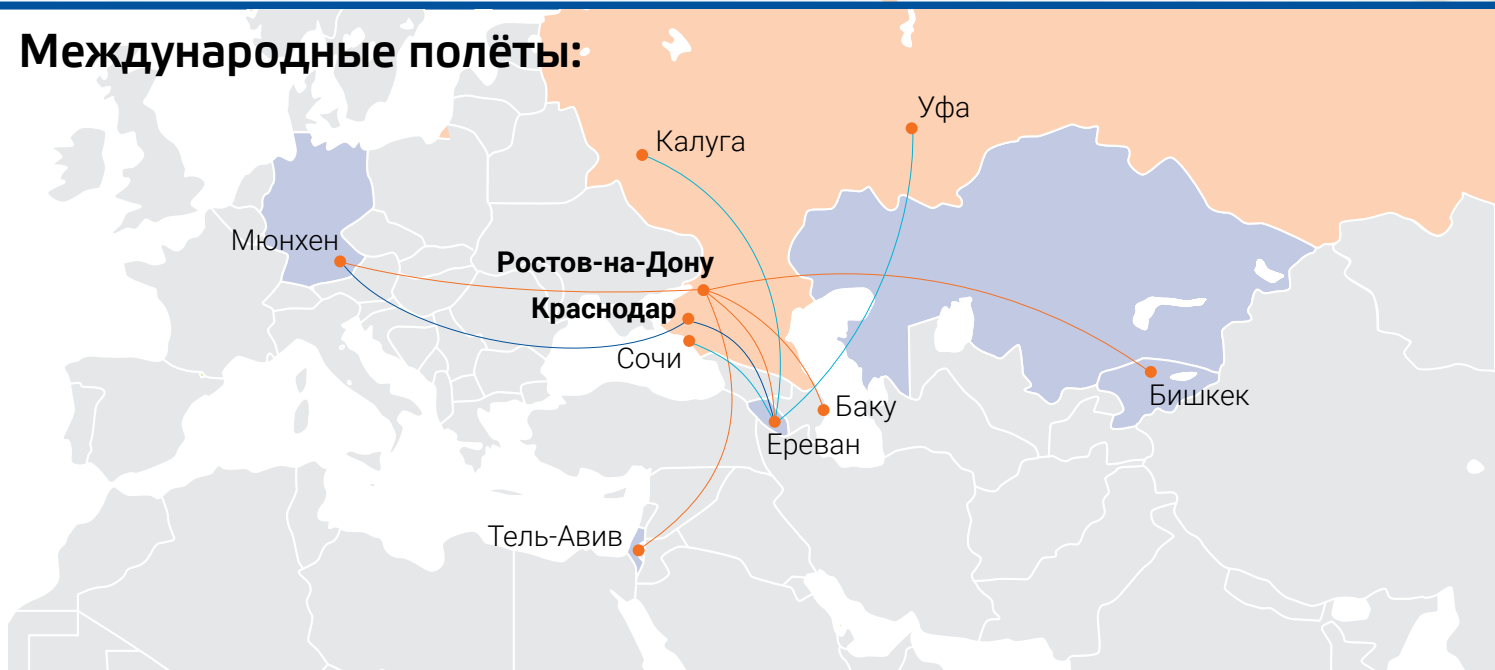 Международные полёты:
Уфа
Калуга
Мюнхен
Ростов-на-Дону
Краснодар
Сочи
Бишкек
Баку
Ереван
Тель-Авив